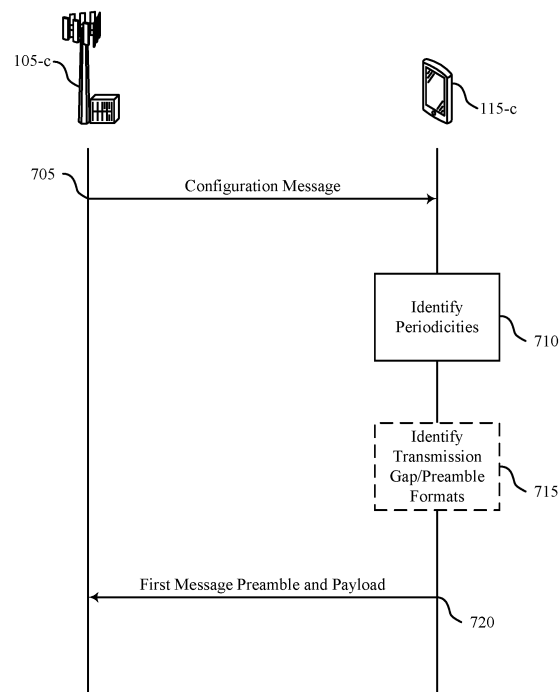 105-c
115-c
705
Configuration Message
Identify
Periodicities
710
Identify
Transmission
Gap/Preamble
Formats
715
First Message Preamble and Payload
720